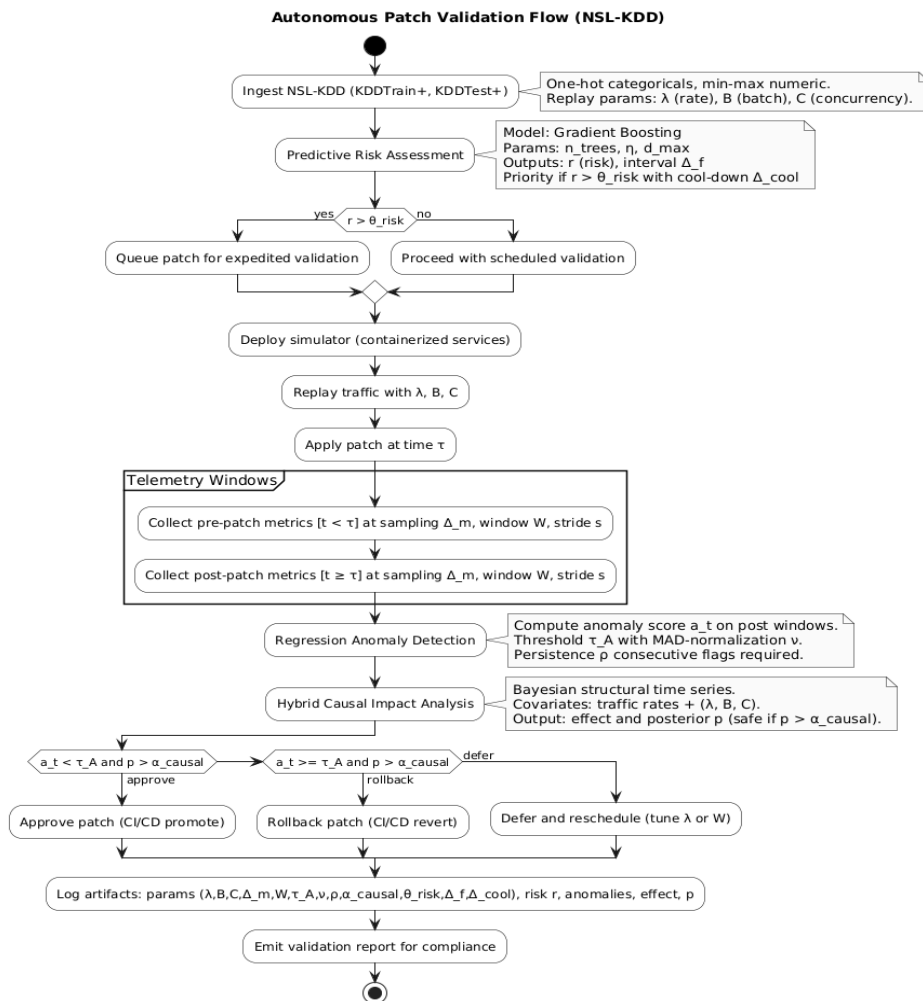 Autonomous Patch Validation Flow (NSL-KDD)
Ingest NSL-KDD (KDDTrain+, KDDTest+)
One-hot categoricals, min-max numeric.
Replay params: λ (rate), B (batch), C (concurrency).
Predictive Risk Assessment
Model: Gradient Boosting
Params: n_trees, η, d_max
Outputs: r (risk), interval Δ_f
Priority if r > θ_risk with cool-down Δ_cool
yes
r > θ_risk
no
Queue patch for expedited validation
Proceed with scheduled validation
Deploy simulator (containerized services)
Replay traffic with λ, B, C
Apply patch at time τ
Telemetry Windows
Collect pre-patch metrics [t < τ] at sampling Δ_m, window W, stride s
Collect post-patch metrics [t ≥ τ] at sampling Δ_m, window W, stride s
Regression Anomaly Detection
Compute anomaly score a_t on post windows.
Threshold τ_A with MAD-normalization ν.
Persistence ρ consecutive flags required.
Hybrid Causal Impact Analysis
Bayesian structural time series.
Covariates: traffic rates + (λ, B, C).
Output: effect and posterior p (safe if p > α_causal).
a_t < τ_A and p > α_causal
approve
a_t >= τ_A and p > α_causal
rollback
defer
Approve patch (CI/CD promote)
Rollback patch (CI/CD revert)
Defer and reschedule (tune λ or W)
Log artifacts: params (λ,B,C,Δ_m,W,τ_A,ν,ρ,α_causal,θ_risk,Δ_f,Δ_cool), risk r, anomalies, effect, p
Emit validation report for compliance